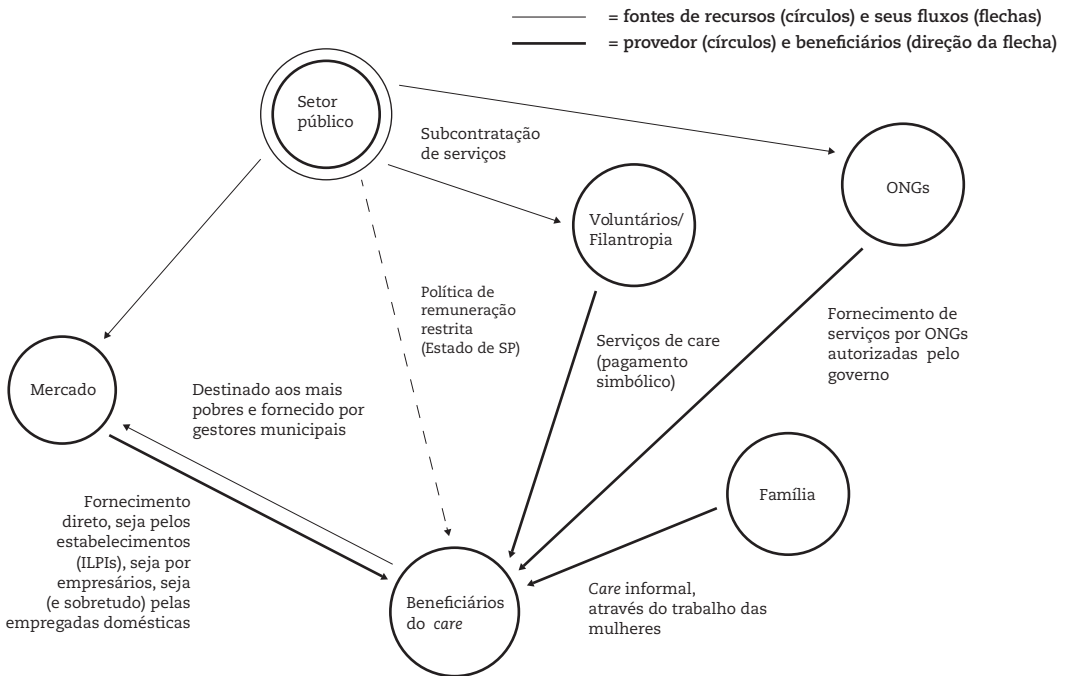 = fontes de recursos (círculos) e seus fluxos (flechas)
= provedor (círculos) e beneficiários (direção da flecha)
Setor
público
Subcontratação
de serviços
ONGs
Voluntários/
Filantropia
Política de
remuneração
restrita
(Estado de SP)
Serviços de care
(pagamento
simbólico)
Fornecimento de
serviços por ONGs
autorizadas pelo
governo
Mercado
Destinado aos mais
pobres e fornecido por
gestores municipais
Família
Fornecimento
direto, seja pelos
estabelecimentos
(ILPIs), seja por
empresários, seja
(e sobretudo) pelas
empregadas domésticas
Beneficiários
do care
Care informal,
através do trabalho das
mulheres